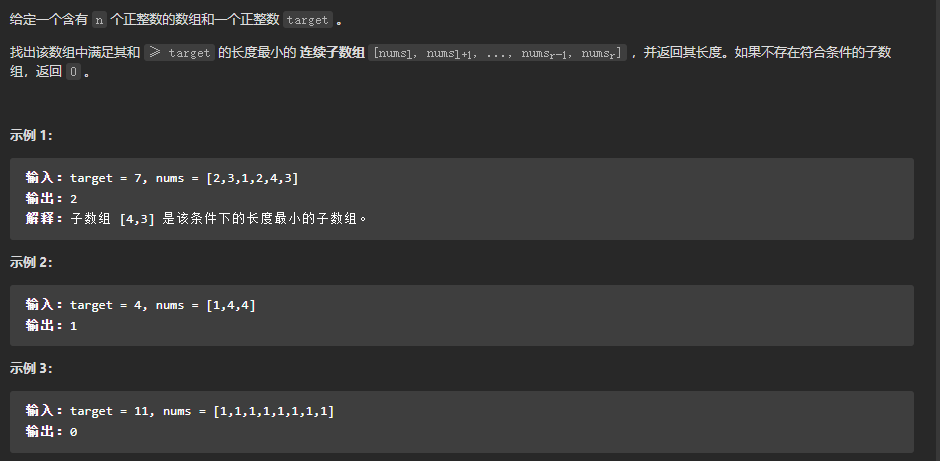 给定一个含有 n 个正整数的数组和一个正整数 target 。
找出该数组中满足其和 ≥ target 的长度最小的 连续子数组 [numsl, numsl+1, ..., numsr-1, numsr] ，并返回其长度。如果不存在符合条件的子数
组，返回 0 。
示例 1：
输入：target = 7, nums = [2,3,1,2,4,3]
输出：2
解释：子数组 [4,3] 是该条件下的长度最小的子数组。
示例 2：
输入：target = 4, nums = [1,4,4]
输出：1
示例 3：
输入：target = 11, nums = [1,1,1,1,1,1,1,1]
输出：0